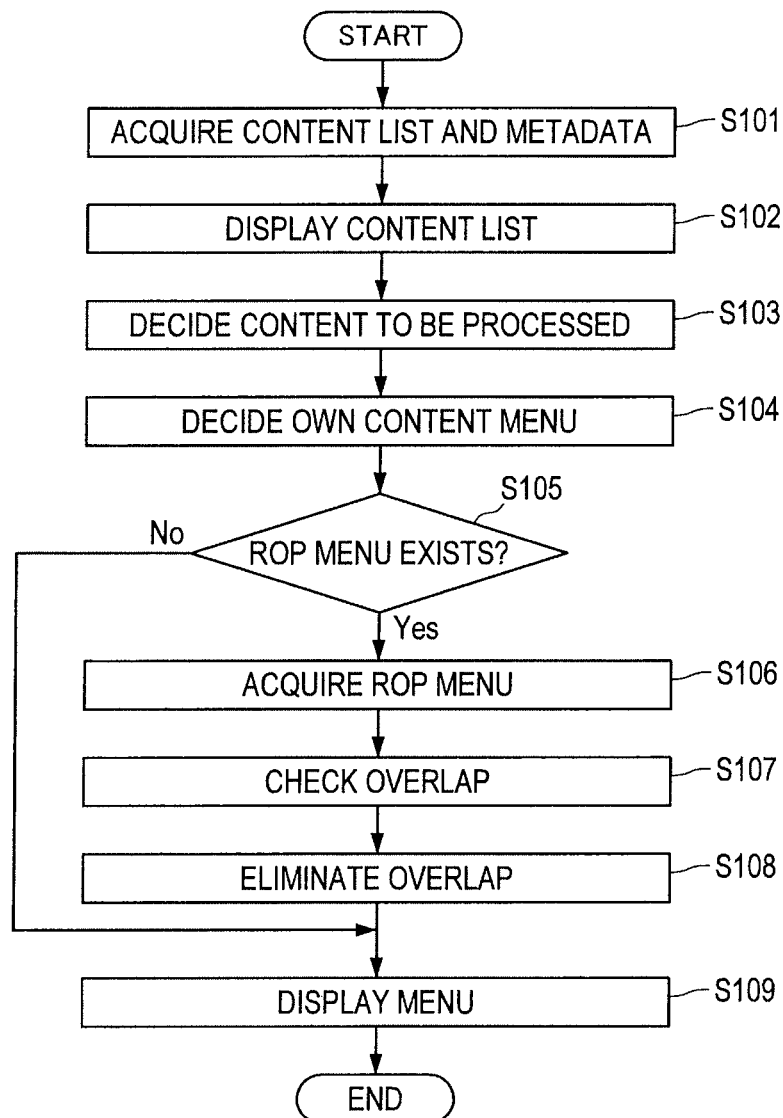 START
ACQUIRE CONTENT LIST AND METADATA
S101
DISPLAY CONTENT LIST
S102
DECIDE CONTENT TO BE PROCESSED
S103
DECIDE OWN CONTENT MENU
S104
S105
No
ROP MENU EXISTS?
Yes
ACQUIRE ROP MENU
S106
CHECK OVERLAP
S107
ELIMINATE OVERLAP
S108
DISPLAY MENU
S109
END